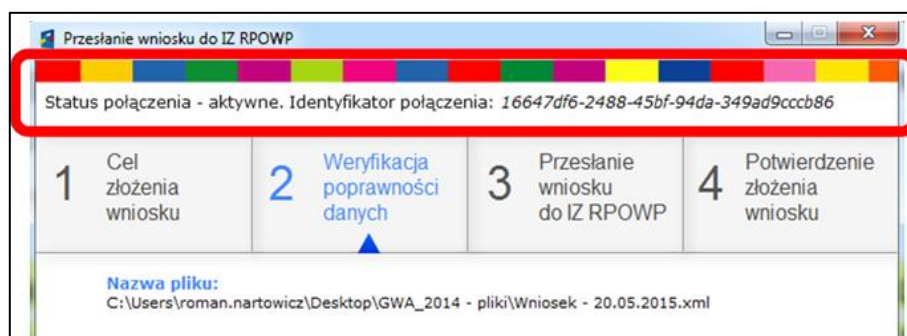 Przesłanie wniosku do IZ RPOWP
Status połączenia - aktywne. Identyfikator połączenia: 16647df6-2488-45bf-94da-349ad9cccb86
1 Cel
złożenia
wniosku
2 Weryfikacja
poprawności
danych
3 Przesłanie
wniosku
do IZ RPOWP
4 Potwierdzenie
złożenia
wniosku
Nazwa pliku:
C:\Users\roman.nartowicz\Desktop\GWA_2014 - pliki\Wniosek - 20.05.2015.xml